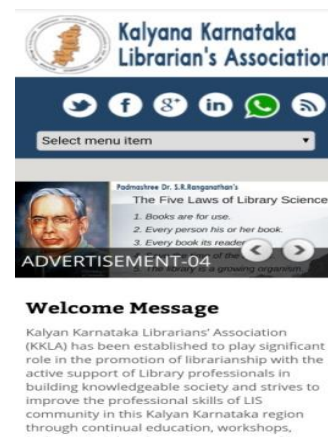 Kalyana Karnataka
Librarian's Association
Select menu item
Padmashree Dr. S.R.Ranganathan's
The Five Laws of Library Science
1. Books are for use.
2. Every person his or her book.
3. Every book its reader
of the
5. The library is a growing organism.
ADVERTISEMENT-04
Welcome Message
Kalyan Karnataka Librarians' Association
(KKLA) has been established to play significant
role in the promotion of librarianship with the
active support of Library professionals in
building knowledgeable society and strives to
improve the professional skills of LIS
community in this Kalyan Karnataka region
through continual education, workshops,